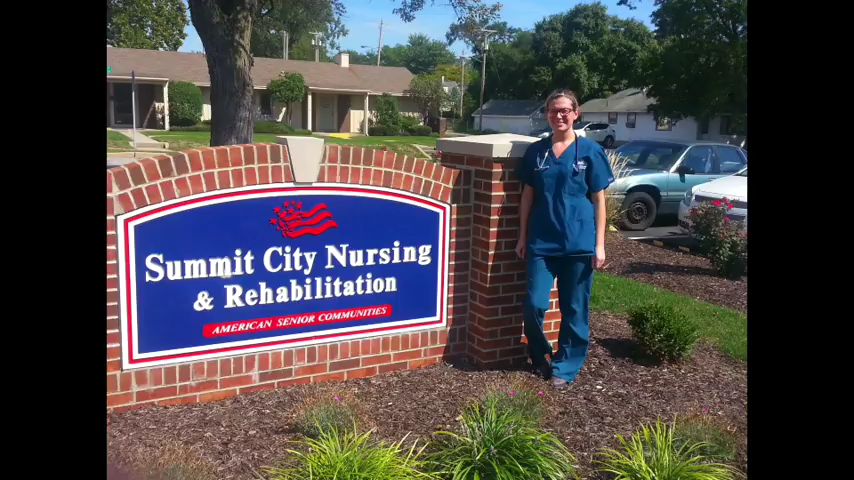 Summit City Nursing
& Rehabilitation
AMERICAN SENIOR COMMUNITIES